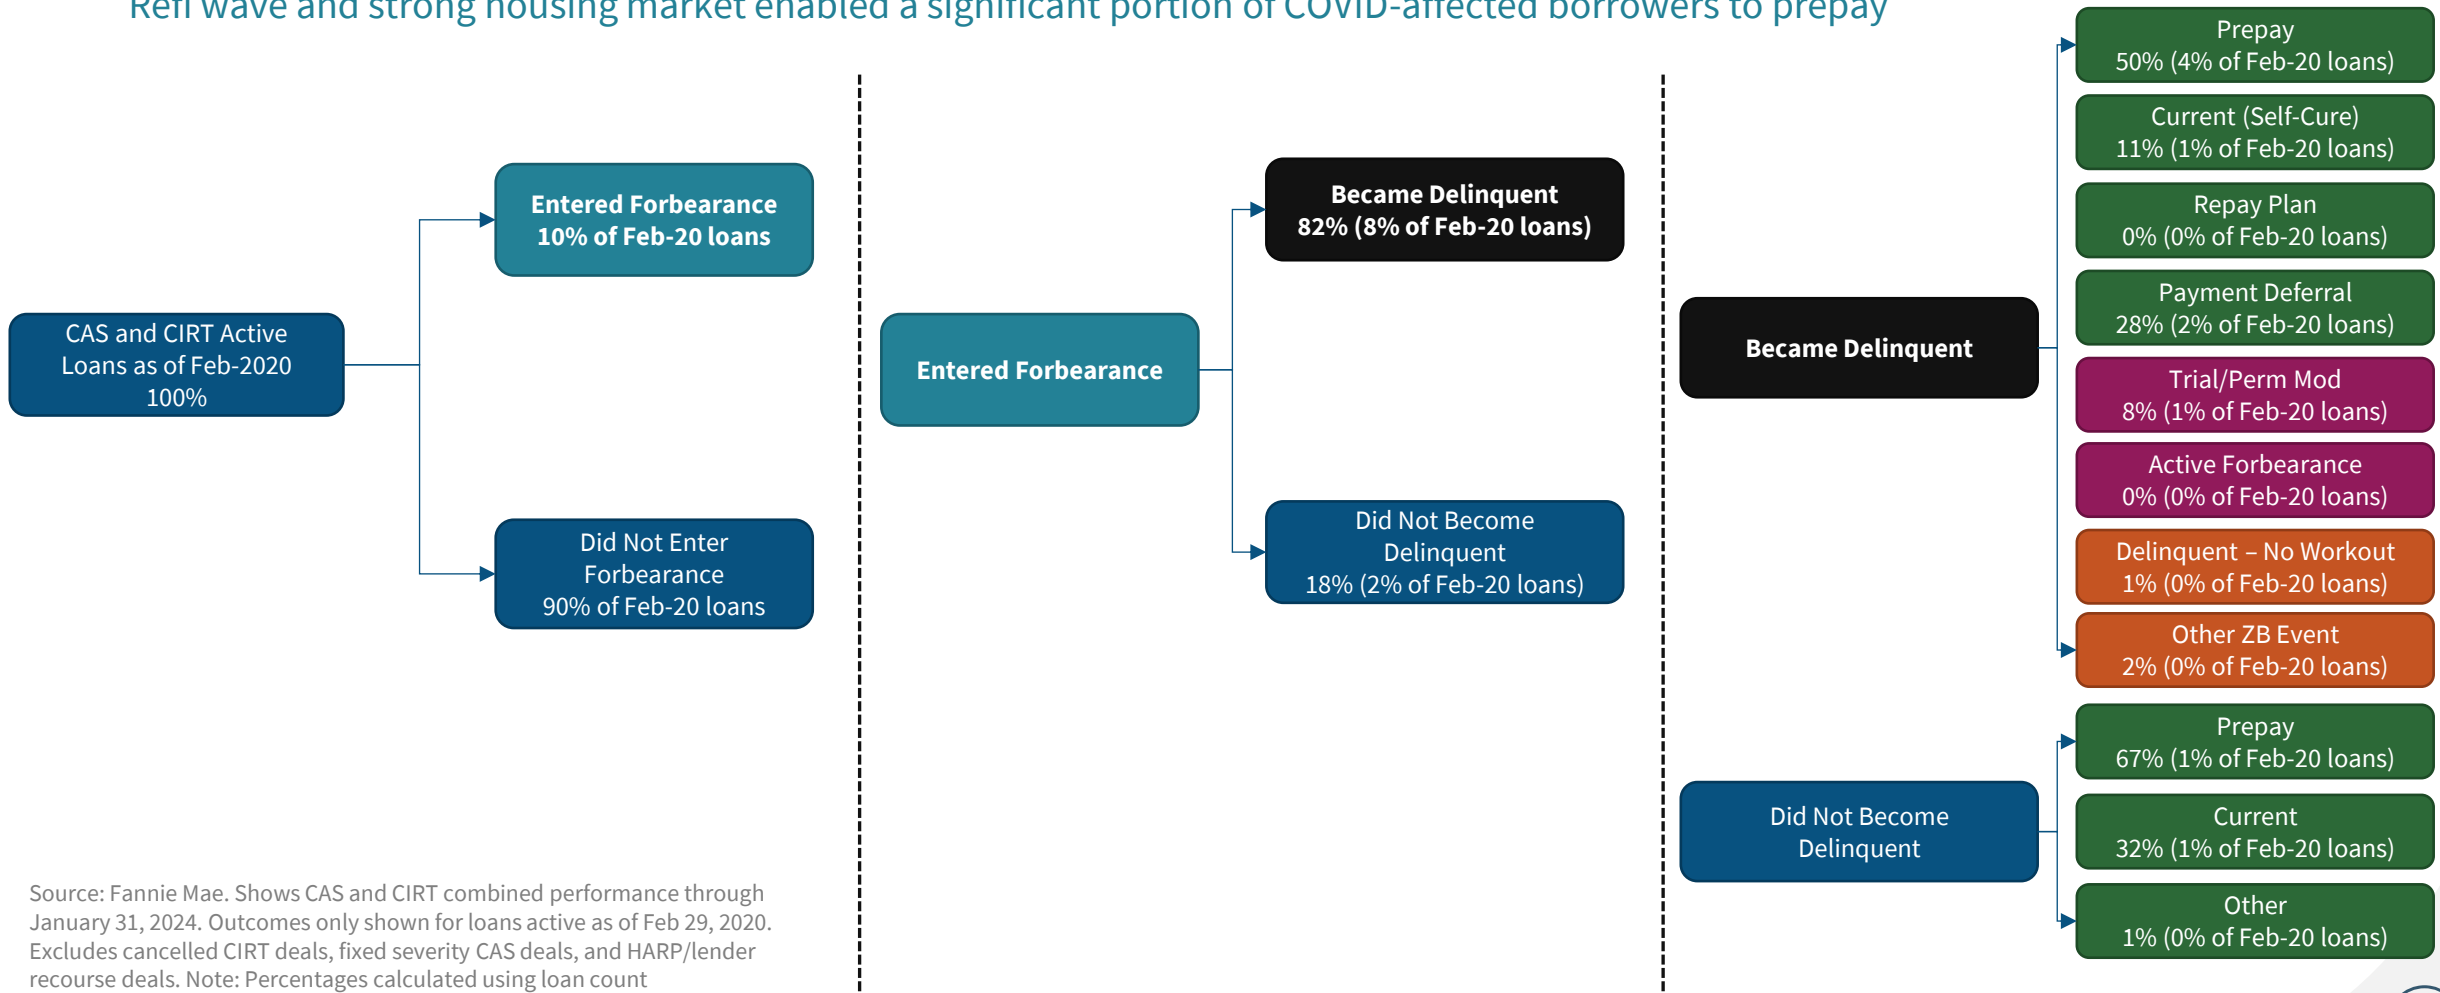 Refi wave and strong housing market enabled a significant portion of COVID-affected borrowers to prepay
CAS and CIRT Active
Loans as of Feb-2020
100%
Entered Forbearance
10% of Feb-20 loans
Did Not Enter
Forbearance
90% of Feb-20 loans
Entered Forbearance
Became Delinquent
82% (8% of Feb-20 loans)
Did Not Become
Delinquent
18% (2% of Feb-20 loans)
Became Delinquent
Prepay
50% (4% of Feb-20 loans)
Current (Self-Cure)
11% (1% of Feb-20 loans)
Repay Plan
0% (0% of Feb-20 loans)
Payment Deferral
28% (2% of Feb-20 loans)
Trial/Perm Mod
8% (1% of Feb-20 loans)
Active Forbearance
0% (0% of Feb-20 loans)
Delinquent – No Workout
1% (0% of Feb-20 loans)
Other ZB Event
2% (0% of Feb-20 loans)
Did Not Become
Delinquent
Prepay
67% (1% of Feb-20 loans)
Current
32% (1% of Feb-20 loans)
Other
1% (0% of Feb-20 loans)
Source: Fannie Mae. Shows CAS and CIRT combined performance through
January 31, 2024. Outcomes only shown for loans active as of Feb 29, 2020.
Excludes cancelled CIRT deals, fixed severity CAS deals, and HARP/lender
recourse deals. Note: Percentages calculated using loan count